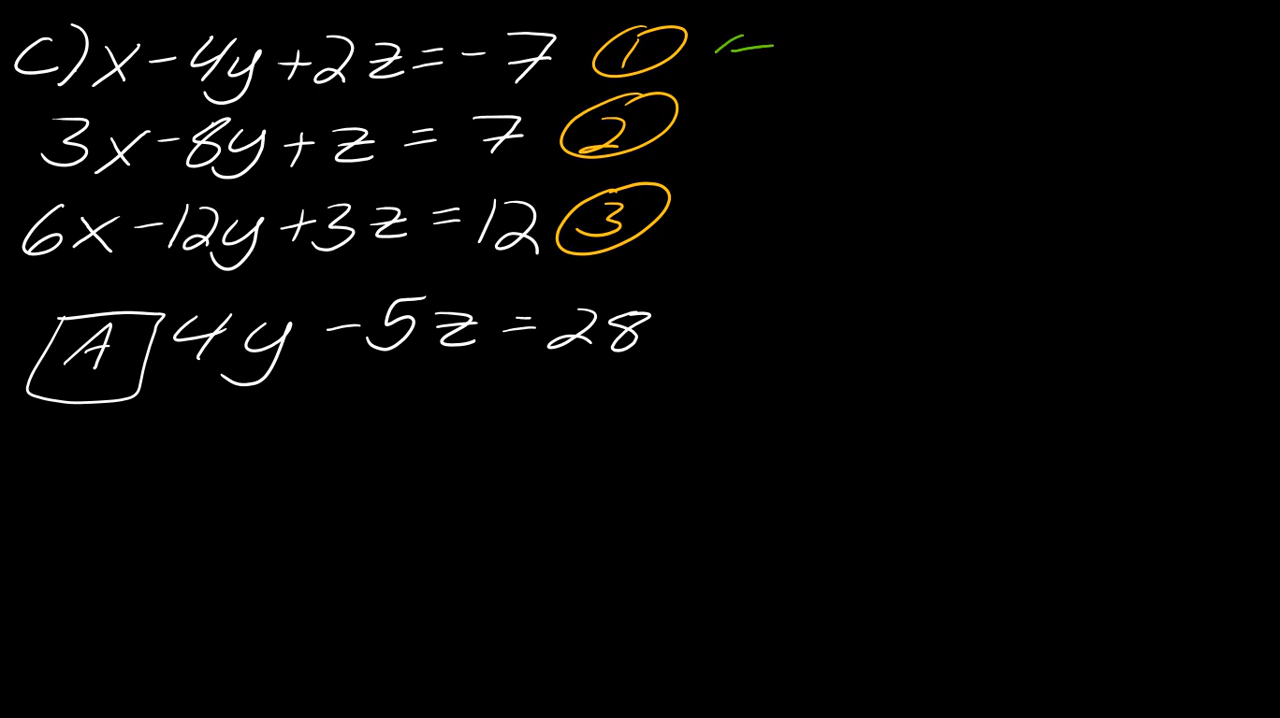 c) x - 4y + 2z = -7 ①
3x - 8y + z = 7 ②
6x - 12y + 3z = 12 ③
A 4y - 5z = 28